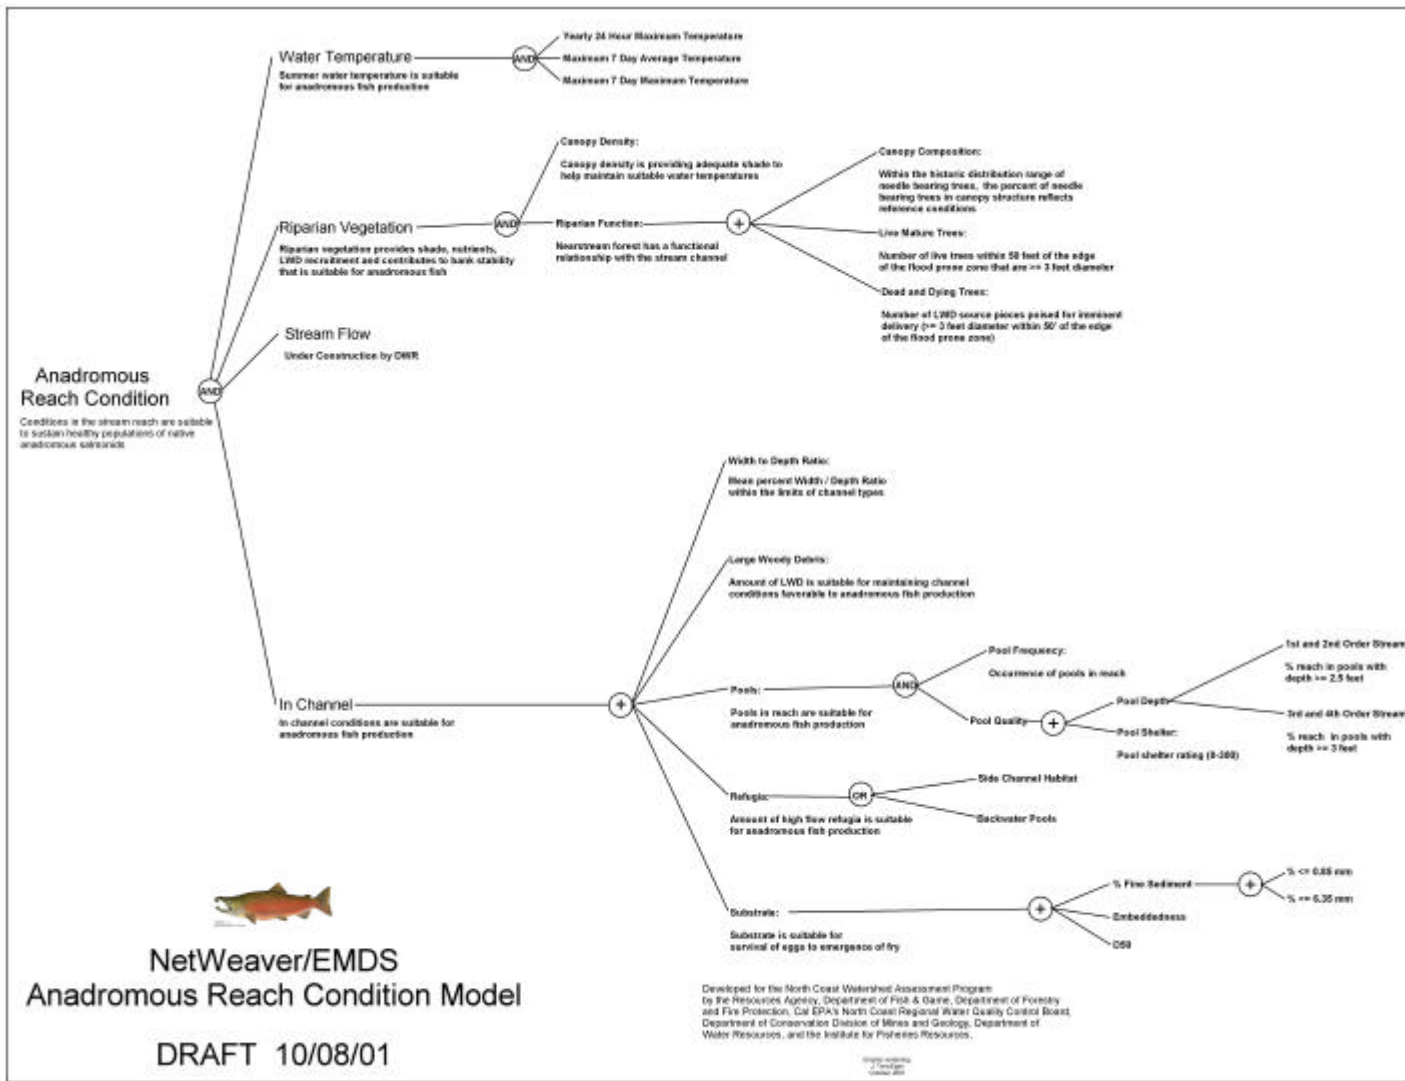 Water Temperature
Summer water temperature is suitable
for anadromous fish production
AND
Yearly 24 Hour Maximum Temperature
Maximum 7 Day Average Temperature
Maximum 7 Day Maximum Temperature
Riparian Vegetation
Riparian vegetation provides shade, nutrients,
LWD recruitment and contributes to bank stability
that is suitable for anadromous fish
AND
Canopy Density:
Canopy density is providing adequate shade to
help maintain suitable water temperatures
Riparian Function:
Nearstream forest has a functional
relationship with the stream channel
+
Canopy Composition:
Within the historic distribution range of
needle bearing trees, the percent of needle
bearing trees in canopy structure reflects
reference conditions
Live Mature Trees:
Number of live trees within 50 feet of the edge
of the flood prone zone that are >= 3 feet diameter
Dead and Dying Trees:
Number of LWD source pieces poised for imminent
delivery (>= 3 feet diameter within 50' of the edge
of the flood prone zone)
Stream Flow
Under Construction by DWR
Anadromous
Reach Condition
AND
Conditions in the stream reach are suitable
to sustain healthy populations of native
anadromous salmonids
In Channel
In channel conditions are suitable for
anadromous fish production
+
Width to Depth Ratio:
Mean percent Width / Depth Ratio
within the limits of channel types
Large Woody Debris:
Amount of LWD is suitable for maintaining channel
conditions favorable to anadromous fish production
Pools:
Pools in reach are suitable for
anadromous fish production
AND
Pool Frequency:
Occurrence of pools in reach
Pool Quality
+
Pool Depth
1st and 2nd Order Stream
% reach in pools with
depth >= 2.5 feet
3rd and 4th Order Stream
% reach in pools with
depth >= 3 feet
Pool Shelter:
Pool shelter rating (0-300)
Refugia:
Amount of high flow refugia is suitable
for anadromous fish production
OR
Side Channel Habitat
Backwater Pools
Substrate:
Substrate is suitable for
survival of eggs to emergence of fry
+
% Fine Sediment
+
% <= 0.85 mm
% <= 6.35 mm
Embeddedness
D50
NetWeaver/EMDS
Anadromous Reach Condition Model
DRAFT 10/08/01
Developed for the North Coast Watershed Assessment Program
by the Resources Agency, Department of Fish & Game, Department of Forestry
and Fire Protection, Cal EPA's North Coast Regional Water Quality Control Board,
Department of Conservation Division of Mines and Geology, Department of
Water Resources, and the Institute for Fisheries Resources.